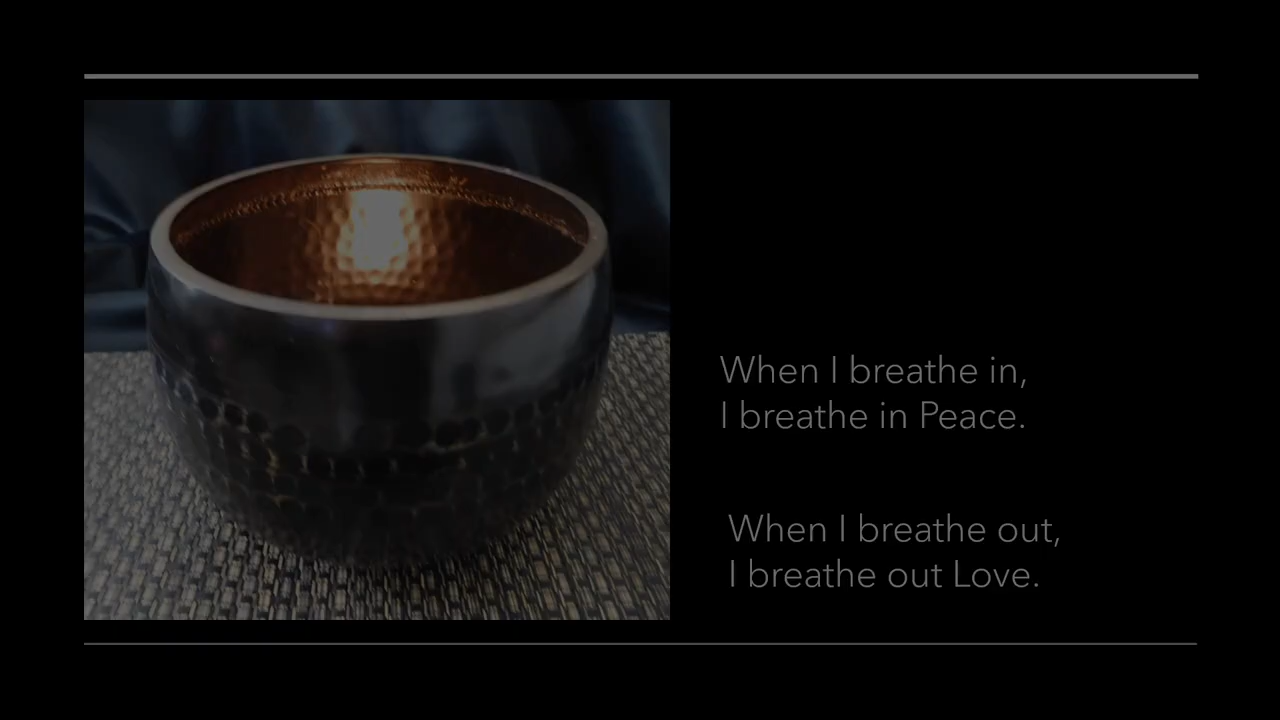 When I breathe in,
I breathe in Peace.
When I breathe out,
I breathe out Love.